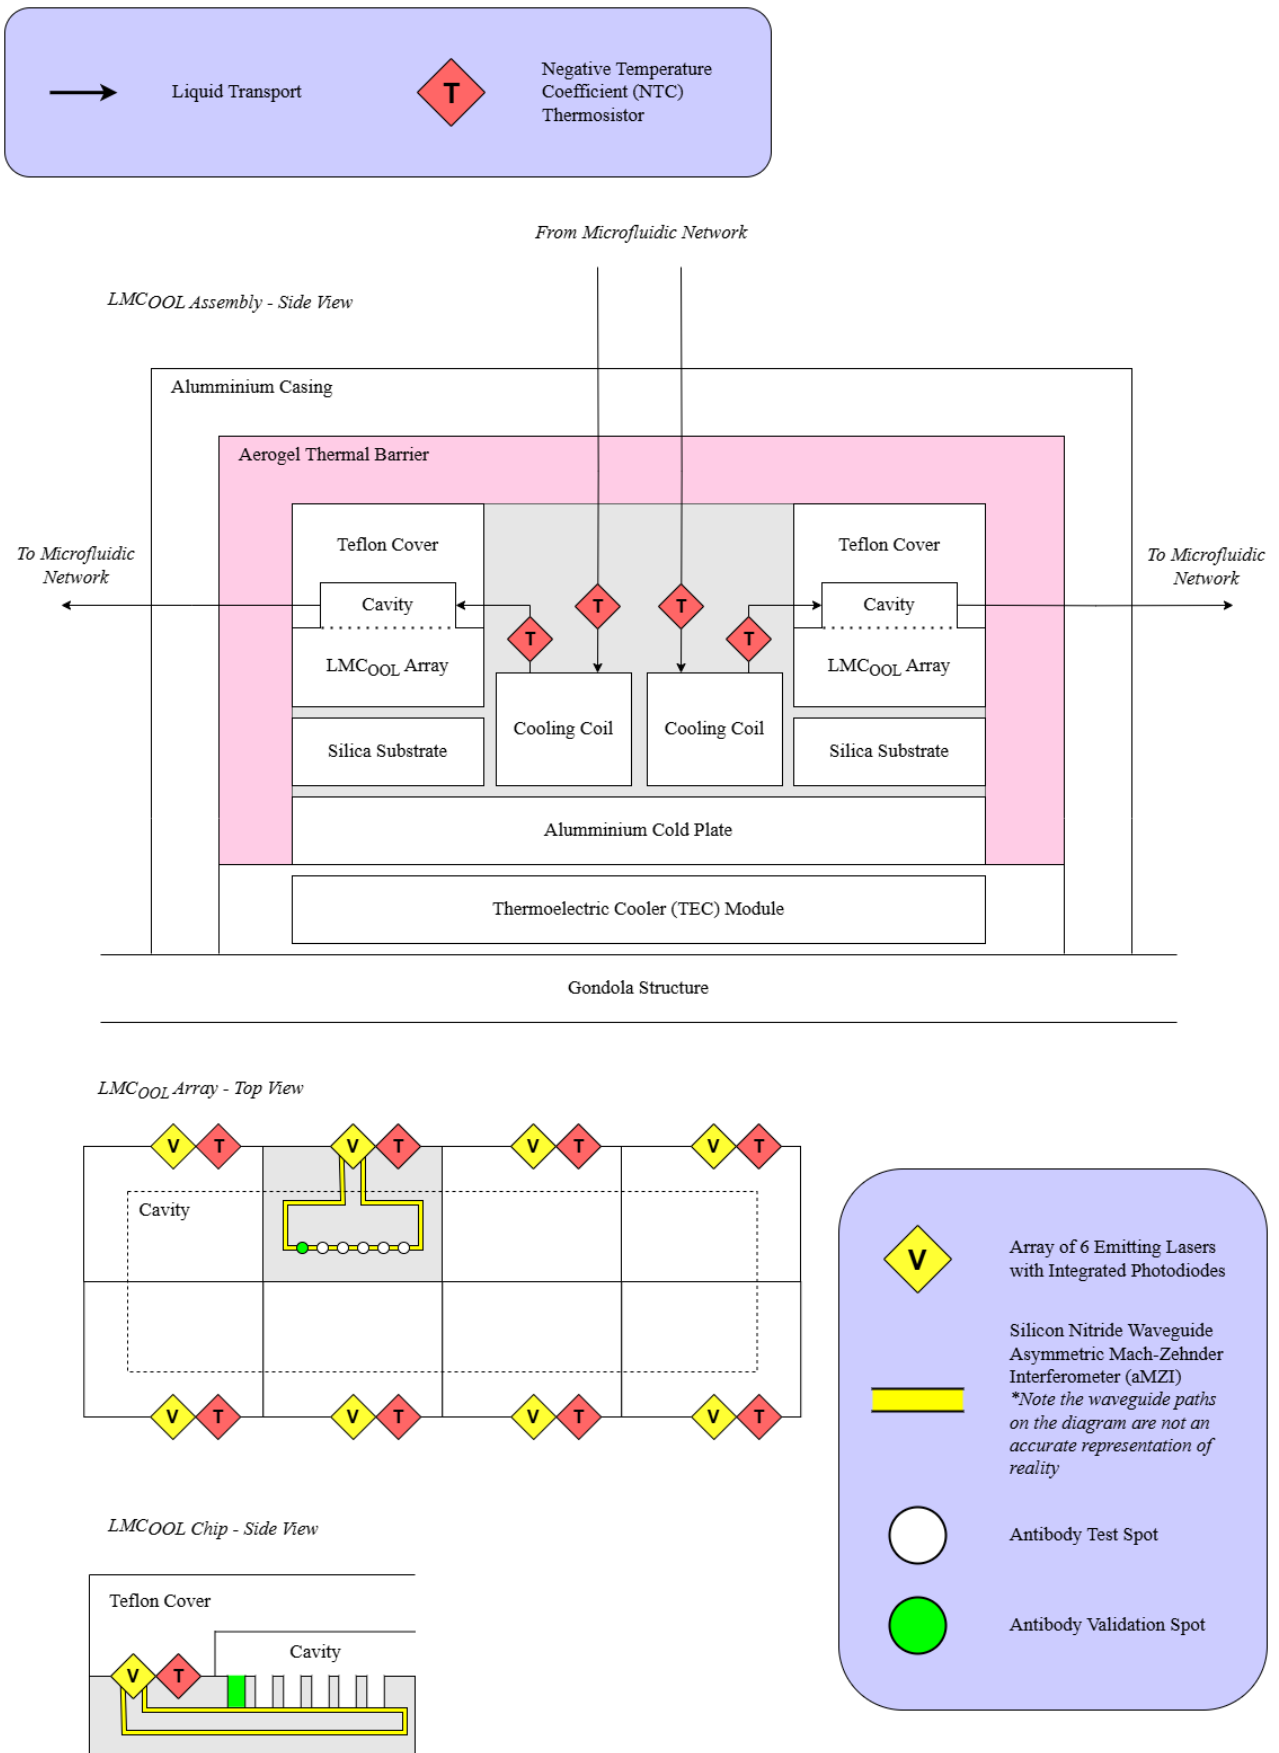 Liquid Transport
T
Negative Temperature
Coefficient (NTC)
Thermosistor
From Microfluidic Network
LMCOOL Assembly - Side View
Alumminium Casing
Aerogel Thermal Barrier
Teflon Cover
Teflon Cover
To Microfluidic
Network
To Microfluidic
Network
Cavity
T
T
Cavity
T
T
LMCOOL Array
LMCOOL Array
Cooling Coil
Cooling Coil
Silica Substrate
Silica Substrate
Alumminium Cold Plate
Thermoelectric Cooler (TEC) Module
Gondola Structure
LMCOOL Array - Top View
V T V T V T V T
Cavity
V T V T V T V T
V
Array of 6 Emitting Lasers
with Integrated Photodiodes
Silicon Nitride Waveguide
Asymmetric Mach-Zehnder
Interferometer (aMZI)
*Note the waveguide paths
on the diagram are not an
accurate representation of
reality
Antibody Test Spot
Antibody Validation Spot
LMCOOL Chip - Side View
Teflon Cover
Cavity
V T